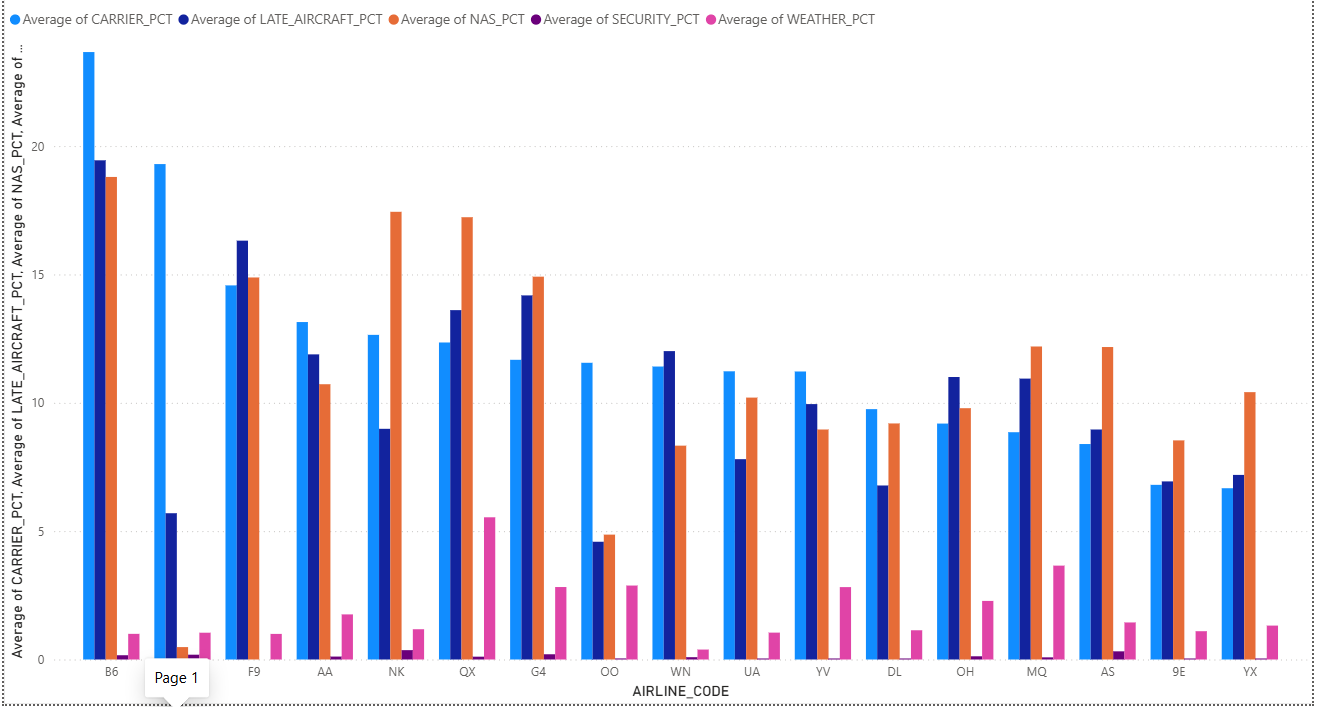 Average of CARRIER_PCT Average of LATE_AIRCRAFT_PCT Average of NAS_PCT Average of SECURITY_PCT Average of WEATHER_PCT
Average of CARRIER_PCT, Average of LATE_AIRCRAFT_PCT, Average of NAS_PCT, Average of ...
20
15
10
5
0
B6 F9 AA NK QX G4 OO WN UA YV DL OH MQ AS 9E YX
Page 1
AIRLINE_CODE